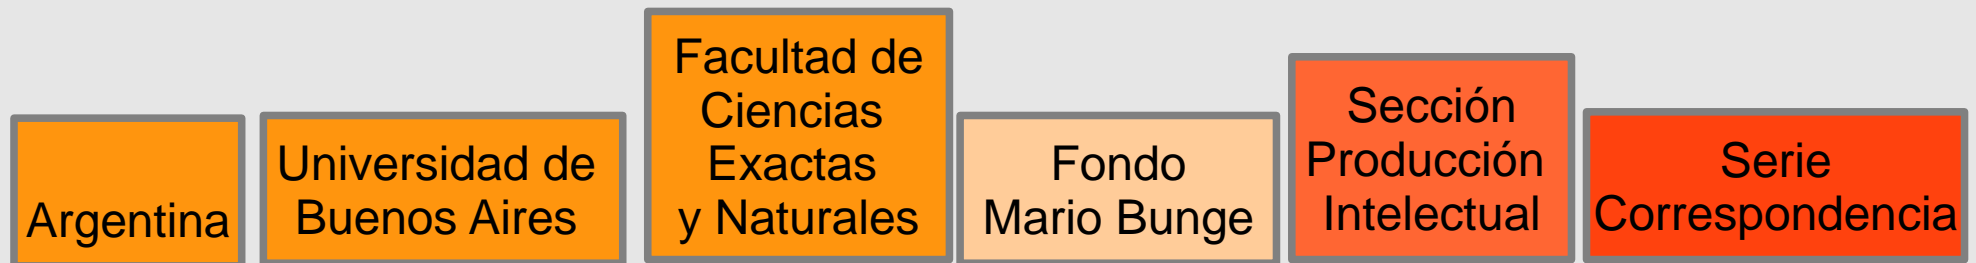 Argentina
Universidad de
Buenos Aires
Facultad de
Ciencias
Exactas
y Naturales
Fondo
Mario Bunge
Sección
Producción
Intelectual
Serie
Correspondencia